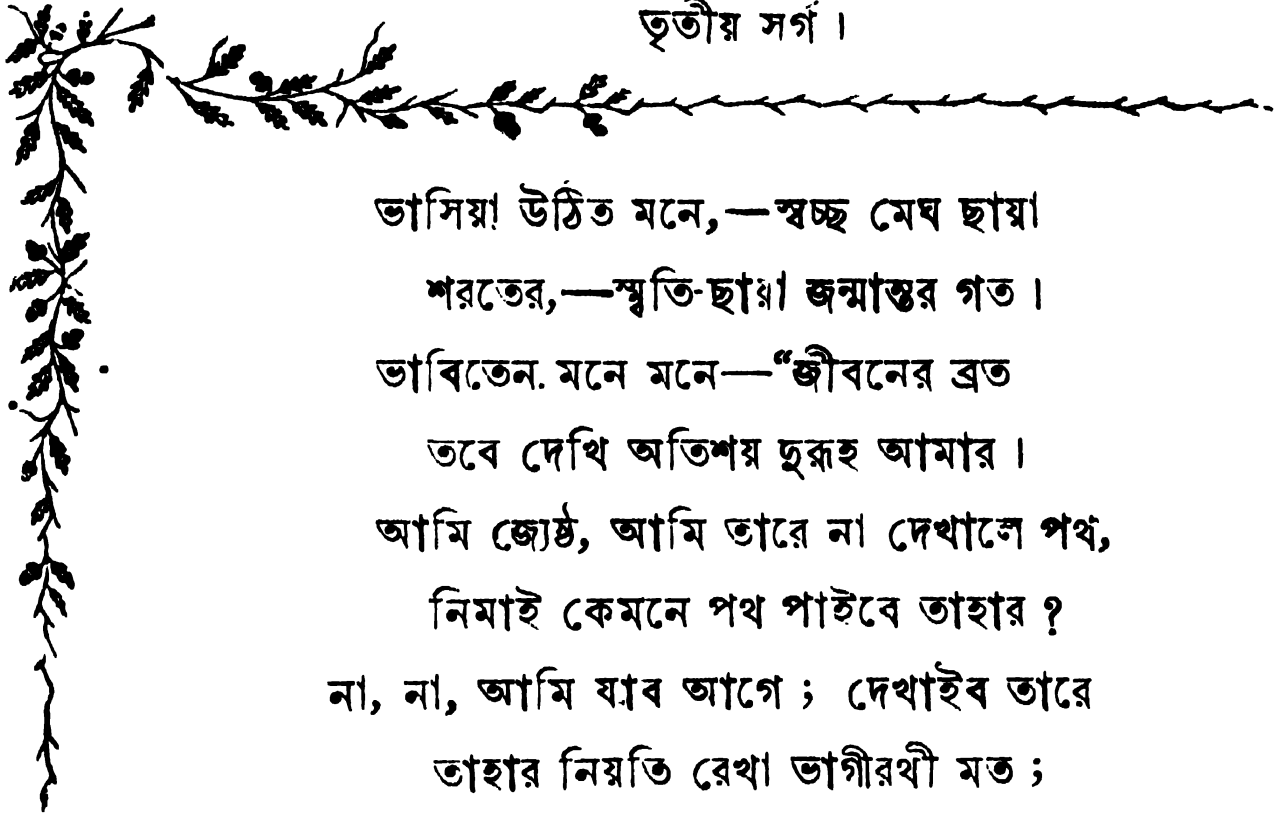 তৃতীয় সর্গ।
ভাসিয়া উঠিত মনে,—স্বচ্ছ মেঘ ছায়া
শরতের,—স্মৃতি-ছায়া জন্মান্তর গত।
ভাবিতেন মনে মনে—“জীবনের ব্রত
তবে দেখি অতিশয় দুরূহ আমার।
আমি জ্যেষ্ঠ, আমি তারে না দেখালে পথ,
নিমাই কেমনে পথ পাইবে তাহার ?
না, না, আমি যাব আগে ; দেখাইব তারে
তাহার নিয়তি রেখা ভাগীরথী মত ;